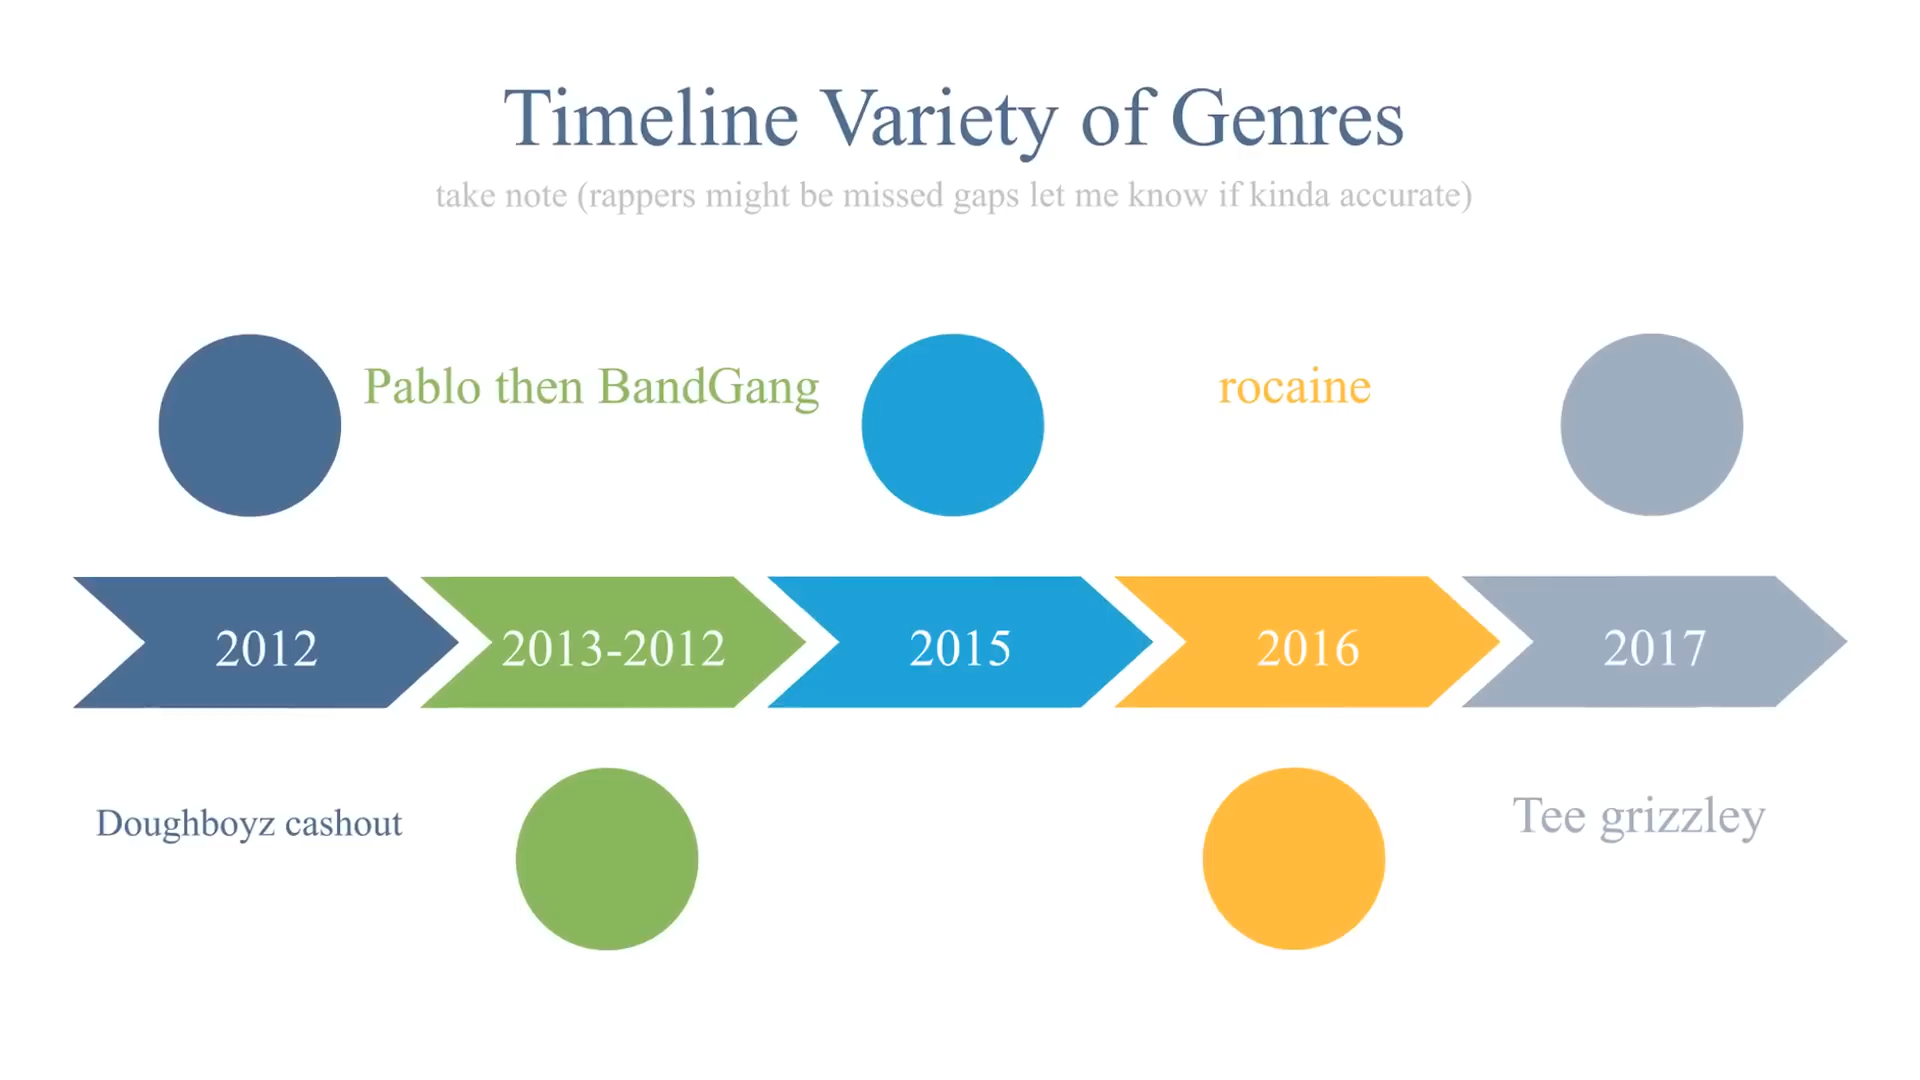 Timeline Variety of Genres
take note (rappers might be missed gaps let me know if kinda accurate)
Pablo then BandGang
rocaine
2012
2013-2012
2015
2016
2017
Doughboyz cashout
Tee grizzley